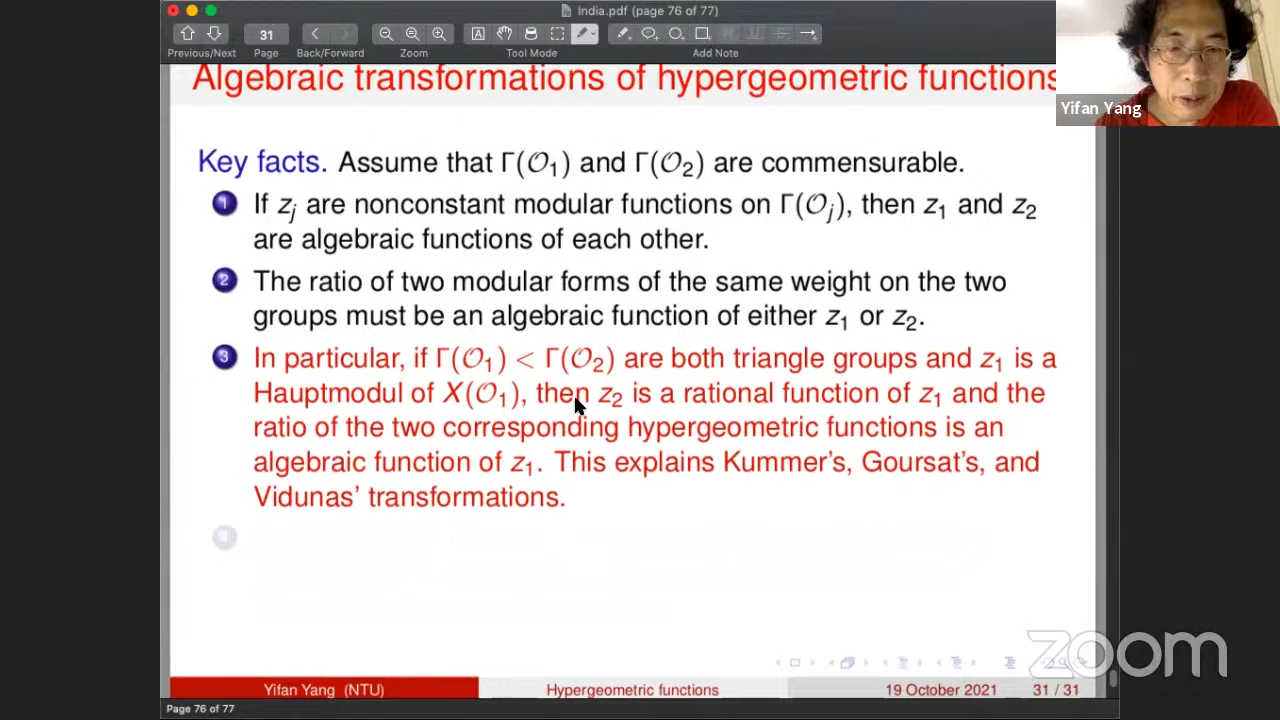 India.pdf (page 76 of 77)
31
Previous/Next Page Back/Forward Zoom Tool Mode Add Note
Algebraic transformations of hypergeometric functions
Yifan Yang
Key facts. Assume that Γ(𝒪₁) and Γ(𝒪₂) are commensurable.
1 If zⱼ are nonconstant modular functions on Γ(𝒪ⱼ), then z₁ and z₂
are algebraic functions of each other.
2 The ratio of two modular forms of the same weight on the two
groups must be an algebraic function of either z₁ or z₂.
3 In particular, if Γ(𝒪₁) < Γ(𝒪₂) are both triangle groups and z₁ is a
Hauptmodul of X(𝒪₁), then z₂ is a rational function of z₁ and the
ratio of the two corresponding hypergeometric functions is an
algebraic function of z₁. This explains Kummer's, Goursat's, and
Vidunas' transformations.
4
zoom
Yifan Yang (NTU) Hypergeometric functions 19 October 2021 31 / 31
Page 76 of 77